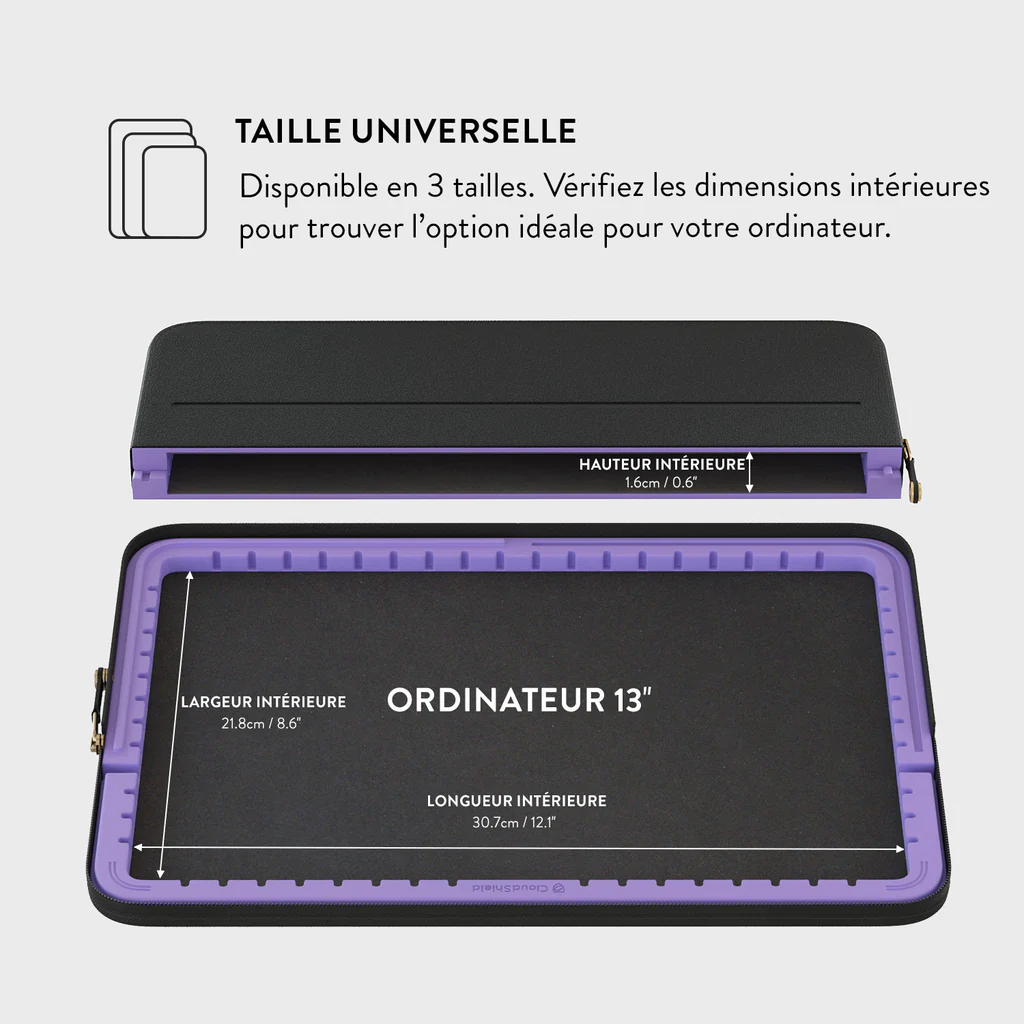 TAILLE UNIVERSELLE
Disponible en 3 tailles. Vérifiez les dimensions intérieures
pour trouver l'option idéale pour votre ordinateur.
HAUTEUR INTÉRIEURE
1.6cm / 0.6"
LARGEUR INTÉRIEURE
21.8cm / 8.6"
ORDINATEUR 13"
LONGUEUR INTÉRIEURE
30.7cm / 12.1"
CloudShield